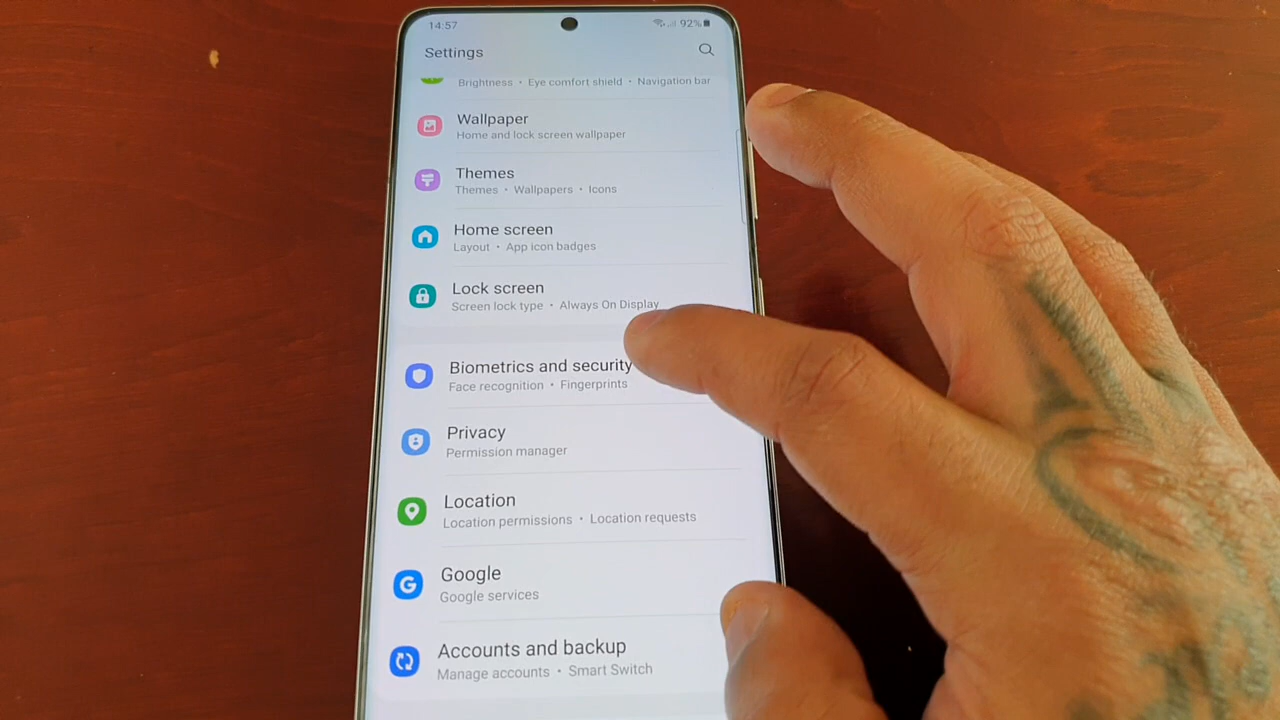 14:57
92%
Settings
Brightness • Eye comfort shield • Navigation bar
Wallpaper
Home and lock screen wallpaper
Themes
Themes • Wallpapers • Icons
Home screen
Layout • App icon badges
Lock screen
Screen lock type • Always On Display
Biometrics and security
Face recognition • Fingerprints
Privacy
Permission manager
Location
Location permissions • Location requests
G
Google
Google services
Accounts and backup
Manage accounts • Smart Switch